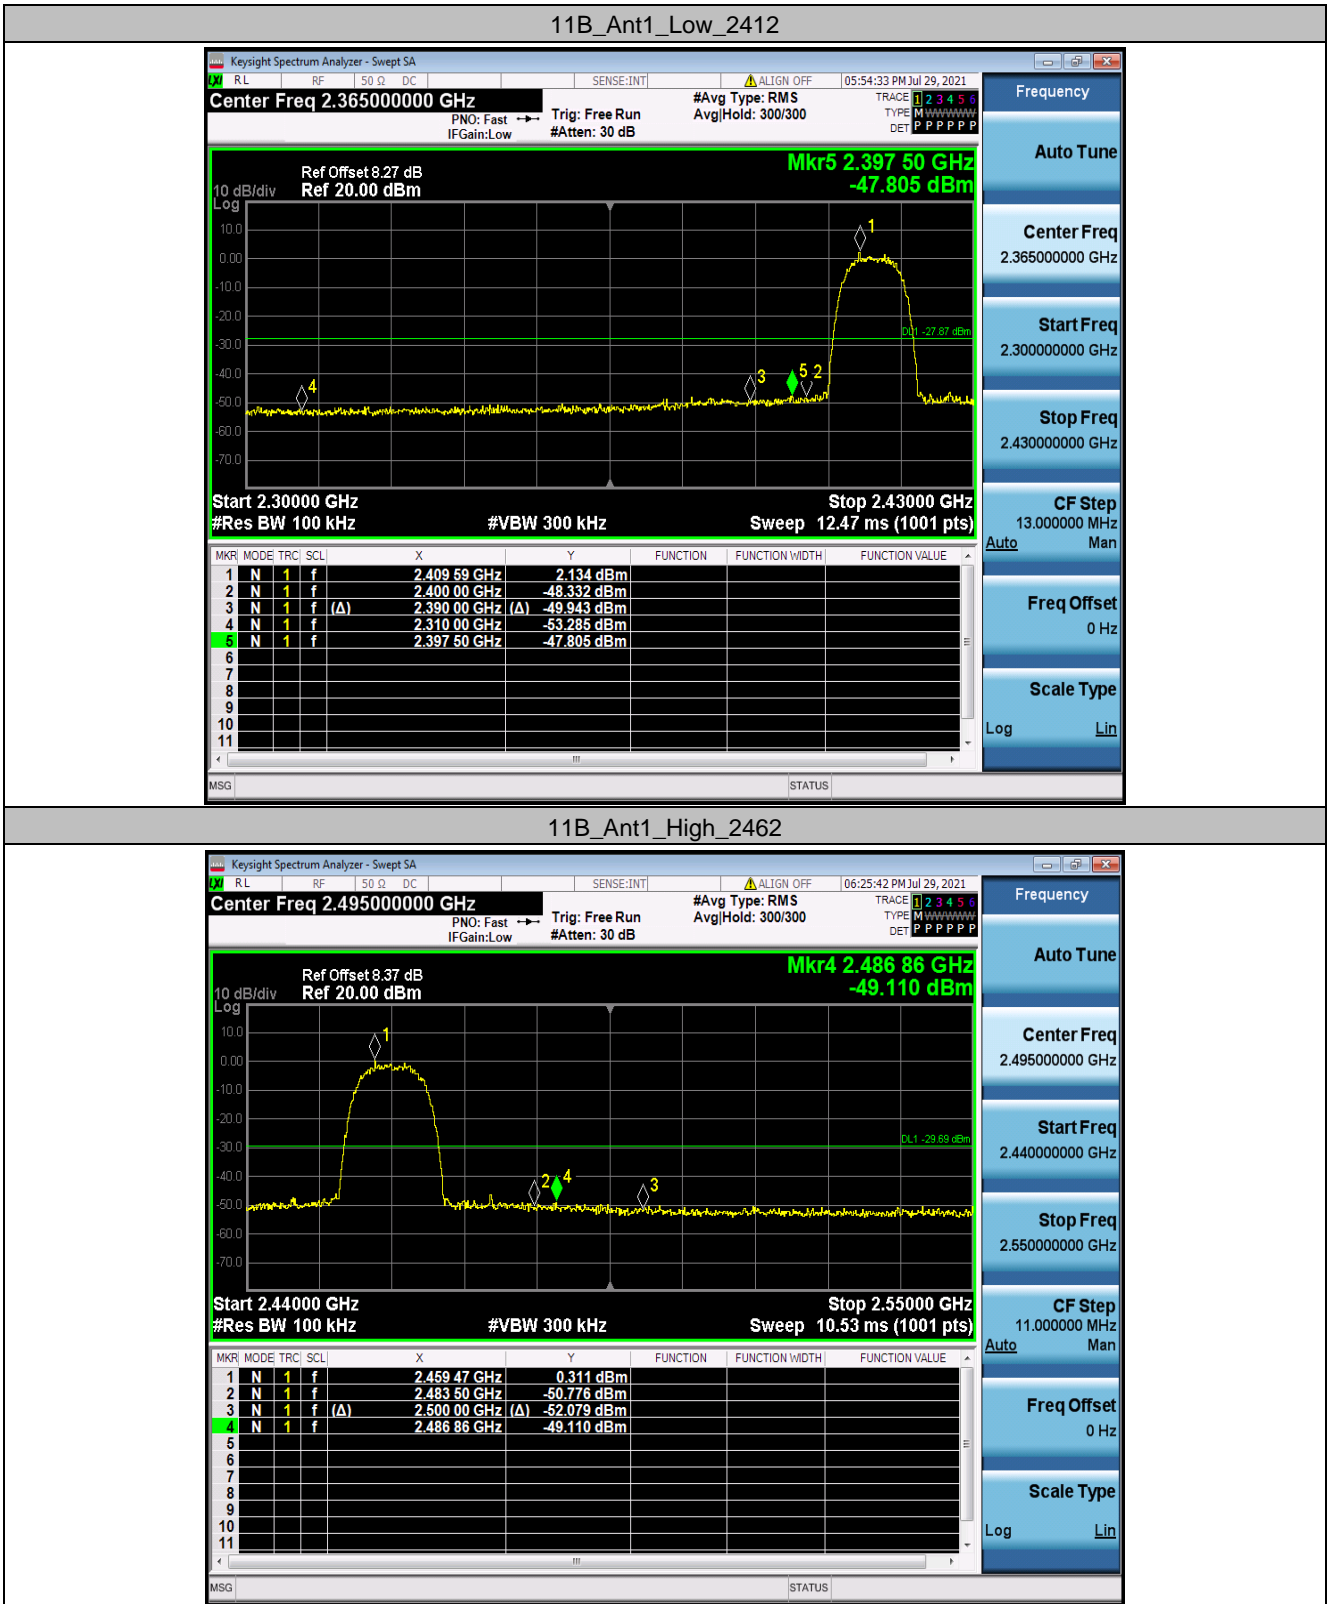 11B_Ant1_Low_2412
Keysight Spectrum Analyzer - Swept SA
LXI RL RF 50 Ω DC SENSE:INT ALIGN OFF 05:54:33 PM Jul 29, 2021
Center Freq 2.365000000 GHz #Avg Type: RMS TRACE 1 2 3 4 5 6
PNO: Fast Trig: Free Run Avg|Hold: 300/300 TYPE M WWWWW
IFGain:Low #Atten: 30 dB DET P P P P P P
Frequency
Auto Tune
Center Freq
2.365000000 GHz
Start Freq
2.300000000 GHz
Stop Freq
2.430000000 GHz
CF Step
13.000000 MHz
Auto Man
Freq Offset
0 Hz
Scale Type
Log Lin
Mkr5 2.397 50 GHz
-47.805 dBm
Ref Offset 8.27 dB
10 dB/div Ref 20.00 dBm
Log
10.0
0.00
-10.0
-20.0
-30.0
-40.0
-50.0
-60.0
-70.0
1
DL1 -27.87 dBm
4 3 5 2
Start 2.30000 GHz Stop 2.43000 GHz
#Res BW 100 kHz #VBW 300 kHz Sweep 12.47 ms (1001 pts)
MKR MODE TRC SCL X Y FUNCTION FUNCTION WIDTH FUNCTION VALUE
1 N 1 f 2.409 59 GHz 2.134 dBm
2 N 1 f 2.400 00 GHz -48.332 dBm
3 N 1 f (Δ) 2.390 00 GHz (Δ) -49.943 dBm
4 N 1 f 2.310 00 GHz -53.285 dBm
5 N 1 f 2.397 50 GHz -47.805 dBm
6
7
8
9
10
11
MSG STATUS
11B_Ant1_High_2462
Keysight Spectrum Analyzer - Swept SA
LXI RL RF 50 Ω DC SENSE:INT ALIGN OFF 06:25:42 PM Jul 29, 2021
Center Freq 2.495000000 GHz #Avg Type: RMS TRACE 1 2 3 4 5 6
PNO: Fast Trig: Free Run Avg|Hold: 300/300 TYPE M WWWWW
IFGain:Low #Atten: 30 dB DET P P P P P P
Frequency
Auto Tune
Center Freq
2.495000000 GHz
Start Freq
2.440000000 GHz
Stop Freq
2.550000000 GHz
CF Step
11.000000 MHz
Auto Man
Freq Offset
0 Hz
Scale Type
Log Lin
Mkr4 2.486 86 GHz
-49.110 dBm
Ref Offset 8.37 dB
10 dB/div Ref 20.00 dBm
Log
10.0
0.00
-10.0
-20.0
-30.0
-40.0
-50.0
-60.0
-70.0
1
DL1 -29.69 dBm
2 4 3
Start 2.44000 GHz Stop 2.55000 GHz
#Res BW 100 kHz #VBW 300 kHz Sweep 10.53 ms (1001 pts)
MKR MODE TRC SCL X Y FUNCTION FUNCTION WIDTH FUNCTION VALUE
1 N 1 f 2.459 47 GHz 0.311 dBm
2 N 1 f 2.483 50 GHz -50.776 dBm
3 N 1 f (Δ) 2.500 00 GHz (Δ) -52.079 dBm
4 N 1 f 2.486 86 GHz -49.110 dBm
5
6
7
8
9
10
11
MSG STATUS